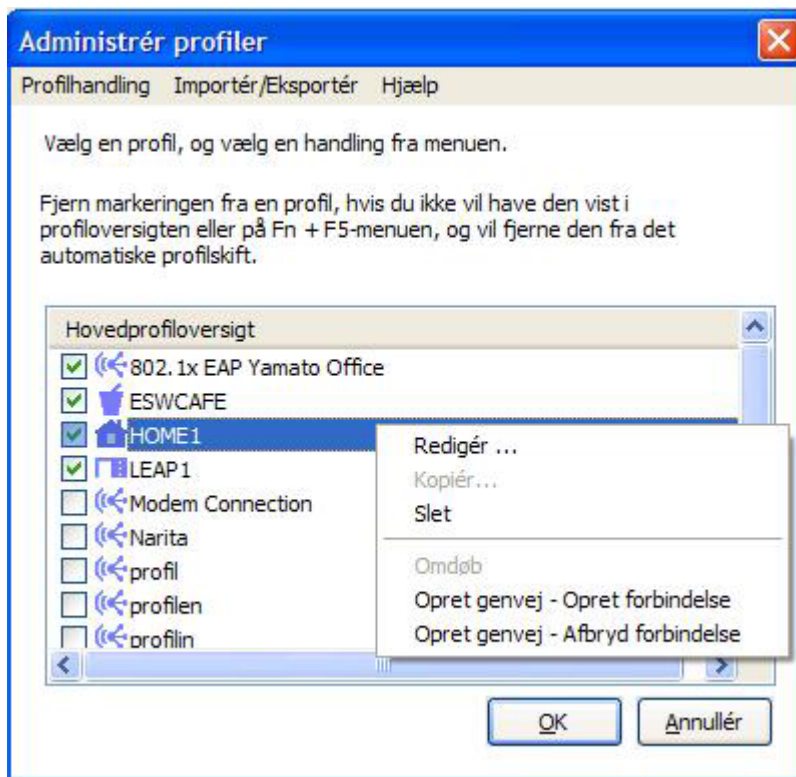 Administrér profiler
Profilhandling Importér/Eksportér Hjælp
Vælg en profil, og vælg en handling fra menuen.
Fjern markeringen fra en profil, hvis du ikke vil have den vist i
profiloversigten eller på Fn + F5-menuen, og vil fjerne den fra det
automatiske profilskift.
Hovedprofiloversigt
802.1x EAP Yamato Office
ESWCAFE
HOME1
LEAP1
Modem Connection
Narita
profil
profilen
profilin
Redigér ...
Kopiér...
Slet
Omdøb
Opret genvej - Opret forbindelse
Opret genvej - Afbryd forbindelse
OK Annullér